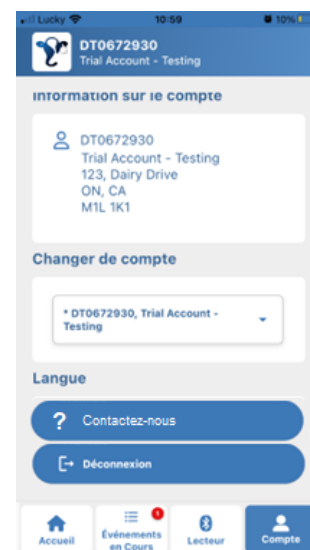 Lucky 10:59 10%
DT0672930
Trial Account - Testing
Information sur le compte
DT0672930
Trial Account - Testing
123, Dairy Drive
ON, CA
M1L 1K1
Changer de compte
* DT0672930, Trial Account -
Testing
Langue
? Contactez-nous
Déconnexion
1
Accueil Événements Lecteur Compte
en Cours